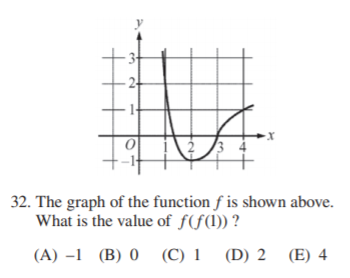 y
3
2
1
O 1 2 3 4 x
-1
32. The graph of the function f is shown above.
What is the value of f(f(1)) ?
(A) –1 (B) 0 (C) 1 (D) 2 (E) 4